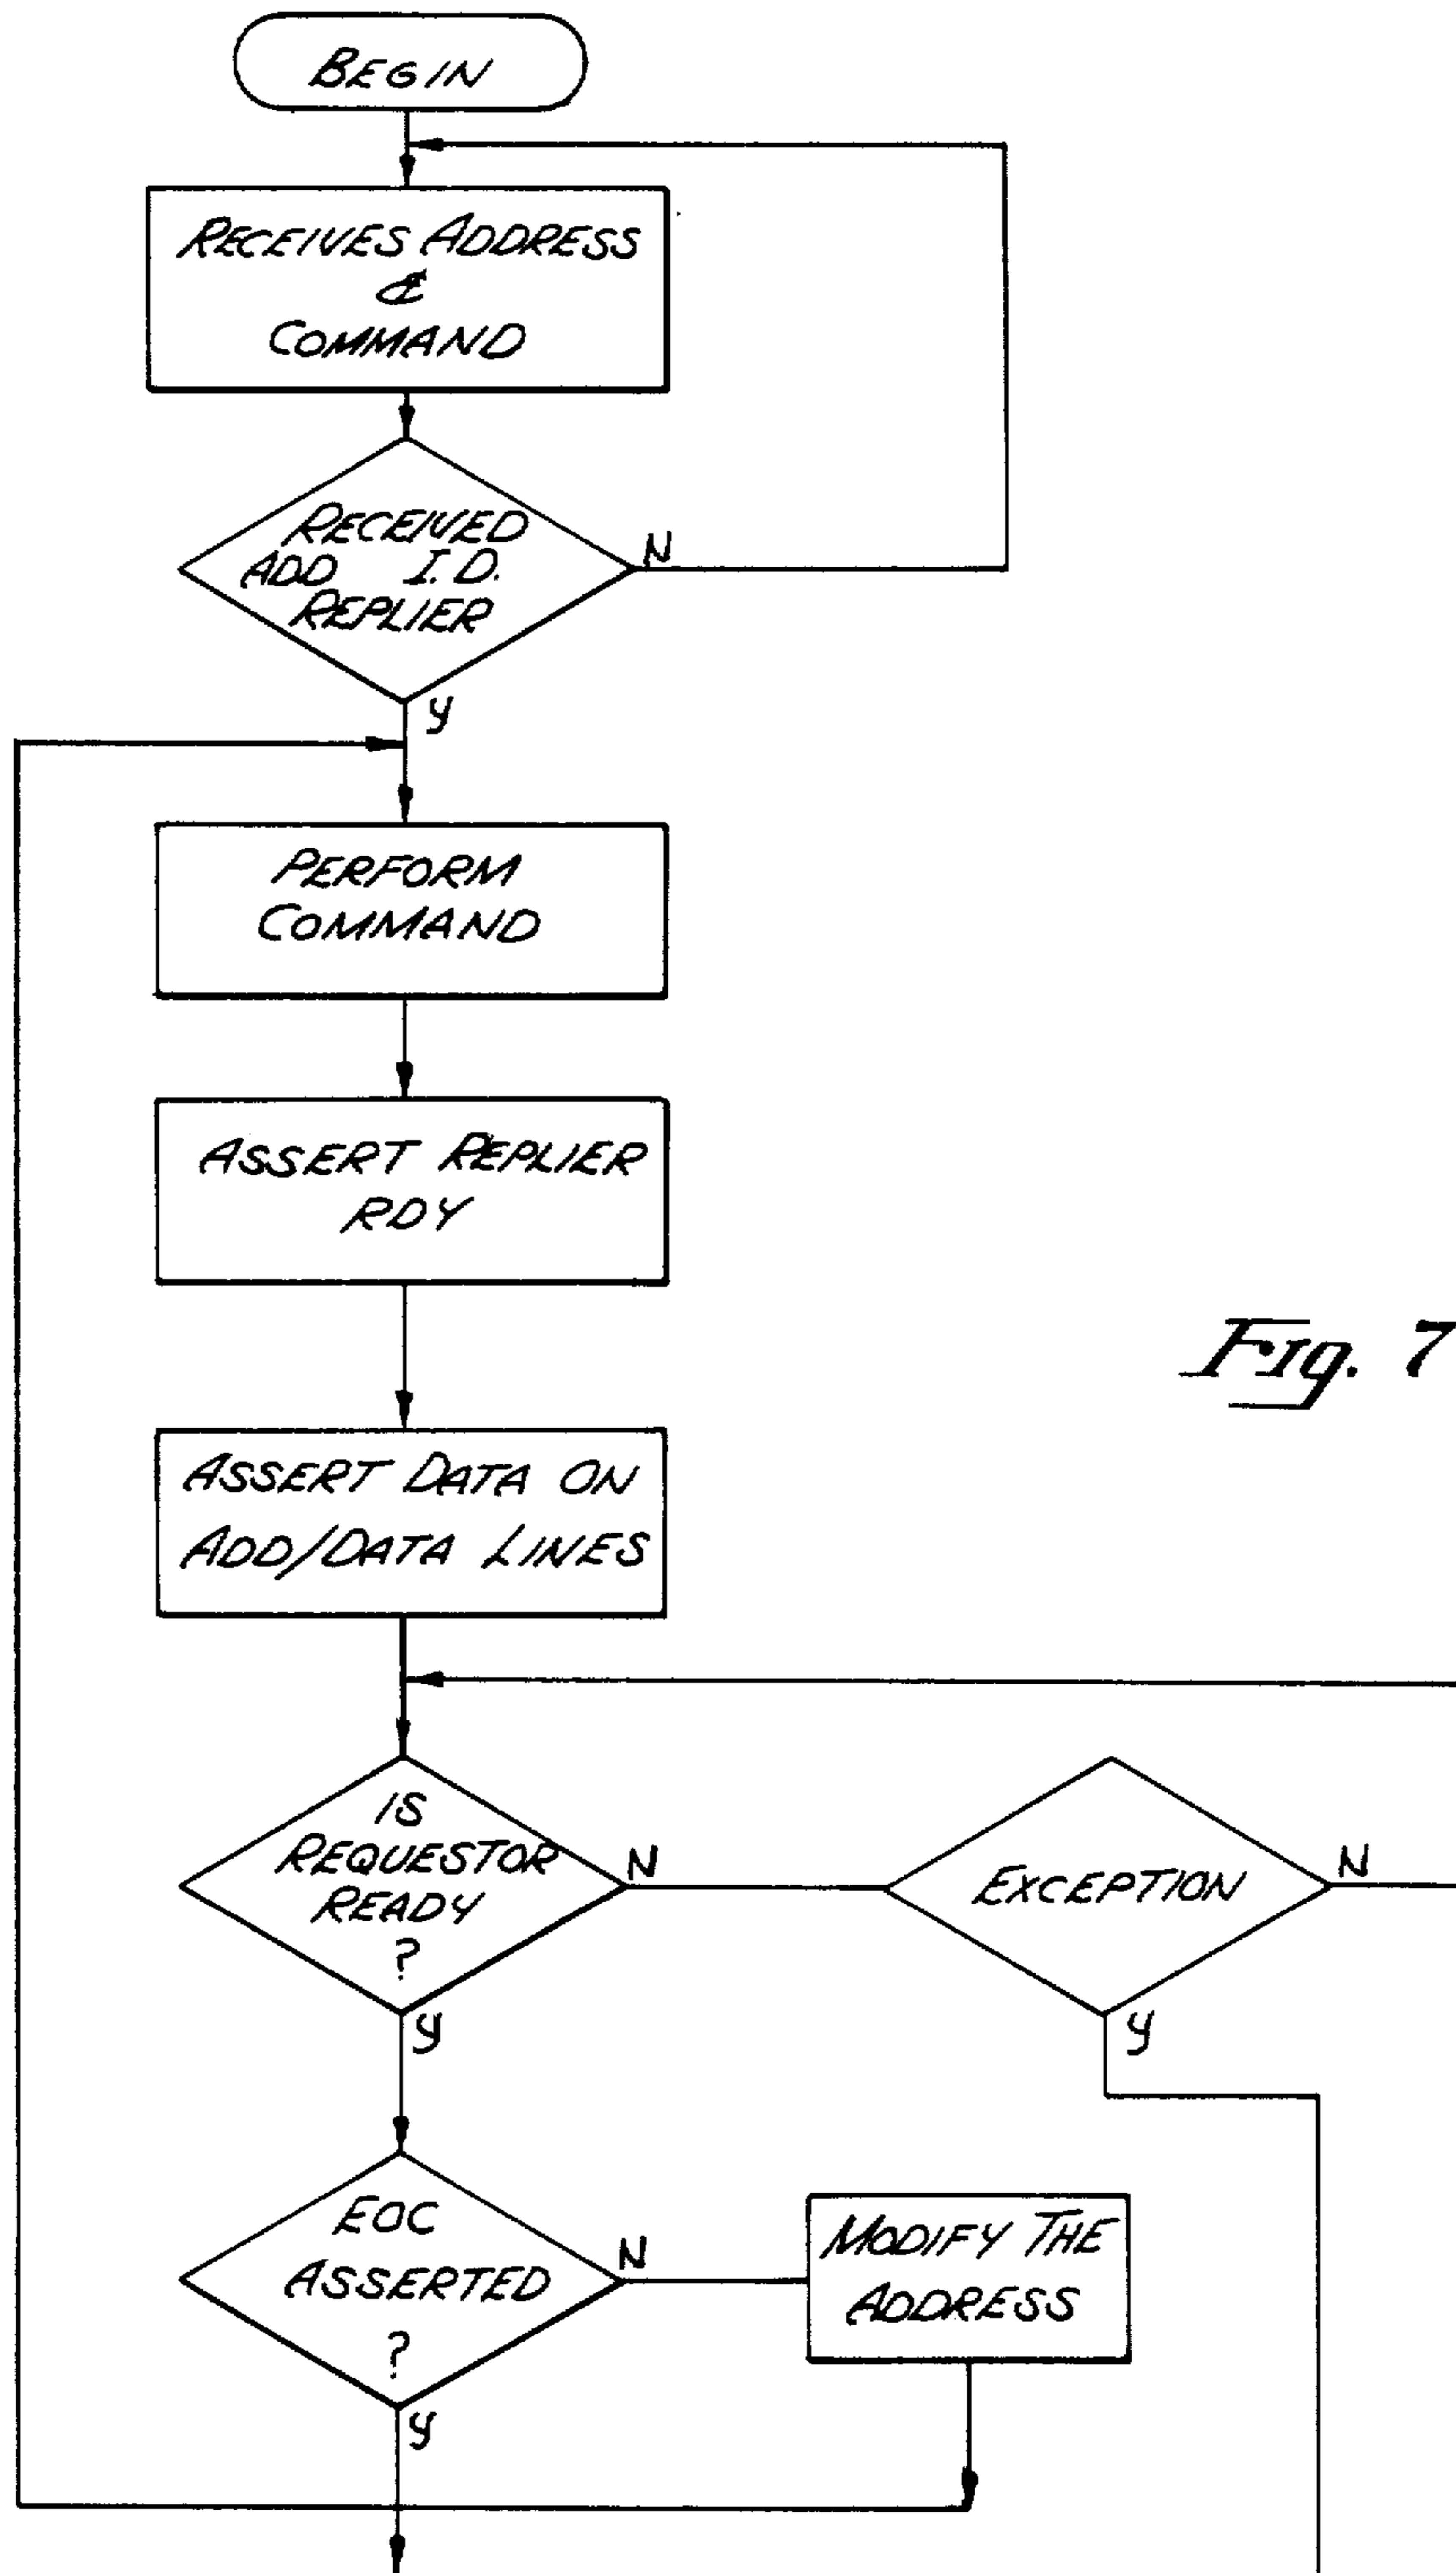 BEGIN
RECEIVES ADDRESS
&
COMMAND
RECEIVED
ADD I.D.
REPLIER
N
Y
PERFORM
COMMAND
ASSERT REPLIER
RDY
Fig. 7
ASSERT DATA ON
ADD/DATA LINES
IS
REQUESTOR
READY
?
N
EXCEPTION
N
Y
Y
EOC
ASSERTED
?
N
MODIFY THE
ADDRESS
Y